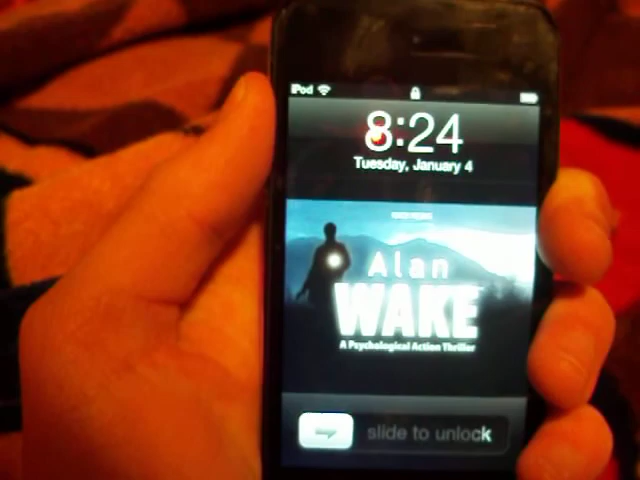 iPod
8:24
Tuesday, January 4
Alan
WAKE
A Psychological Action Thriller
slide to unlock